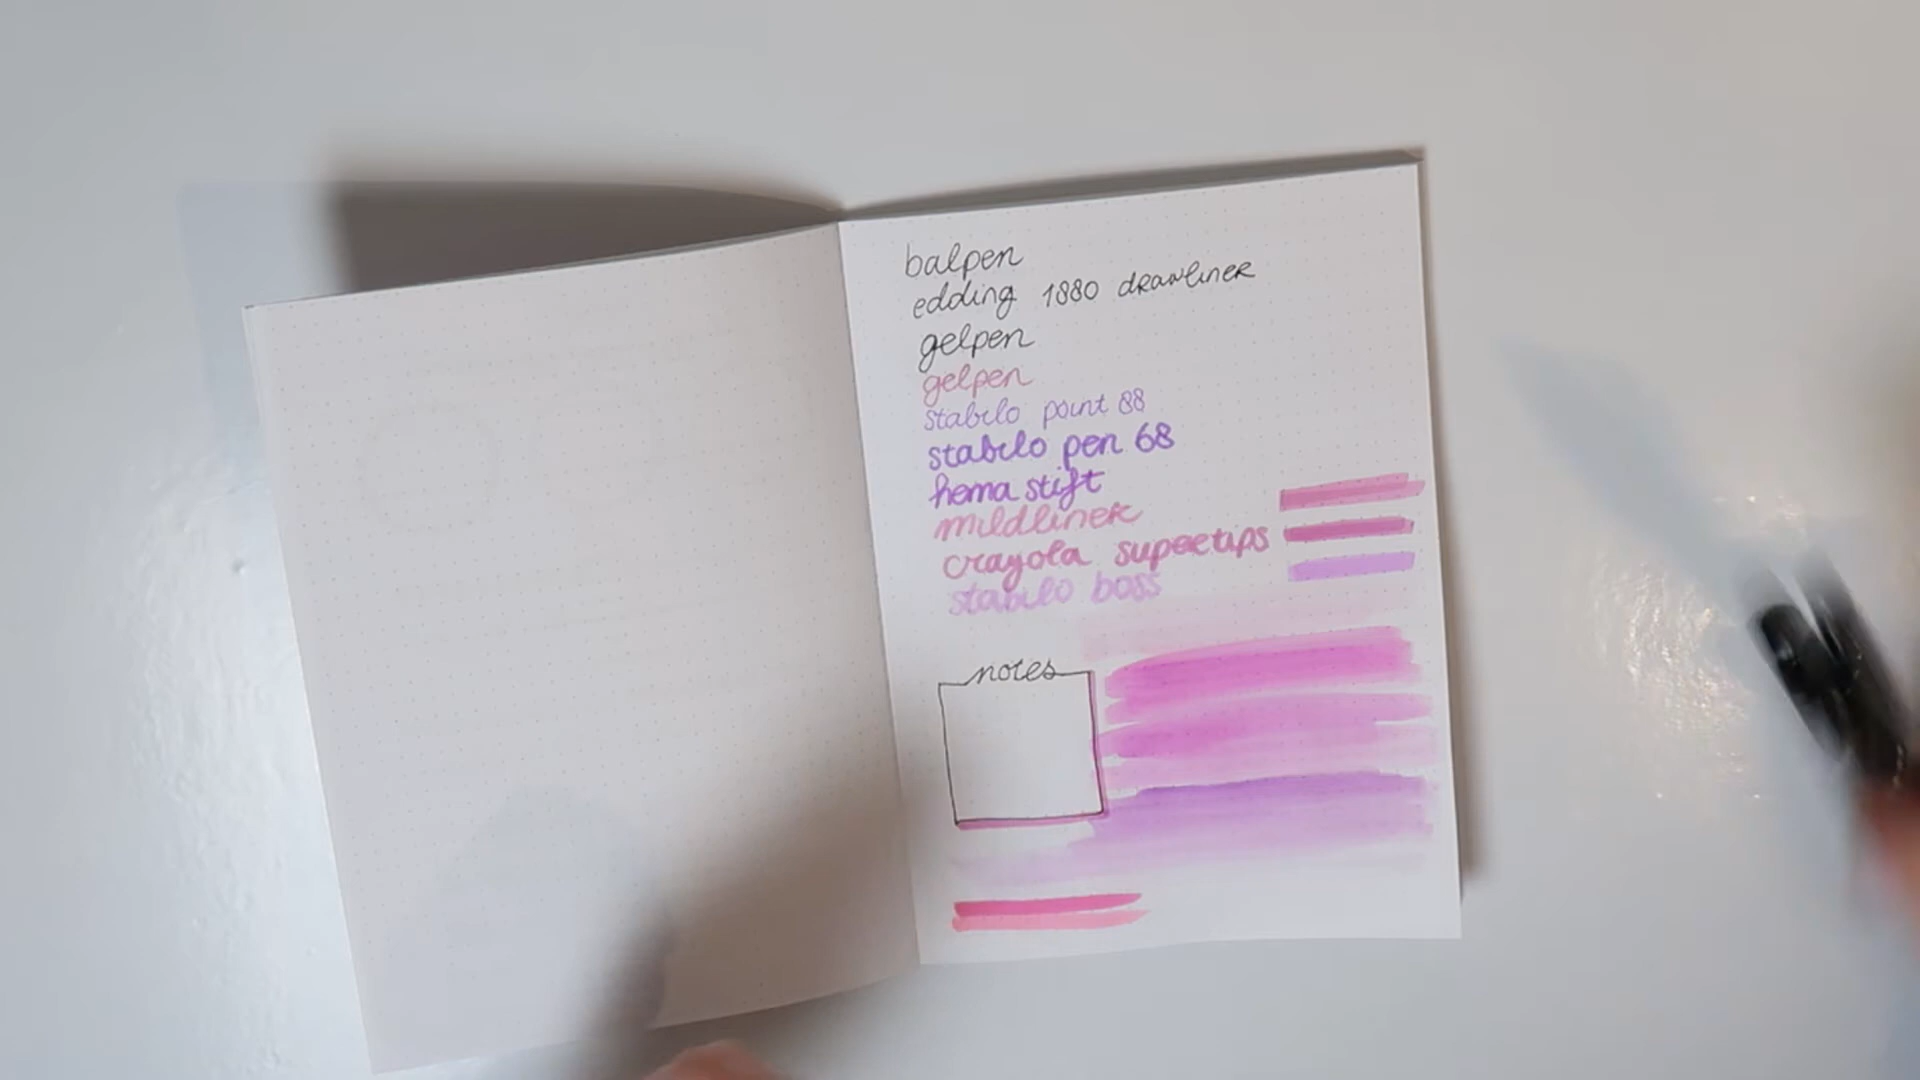 balpen
edding 1880 drawliner
gelpen
gelpen
stabilo point 88
stabilo pen 68
hema stift
mildliner
crayola supertips
stabilo boss
notes